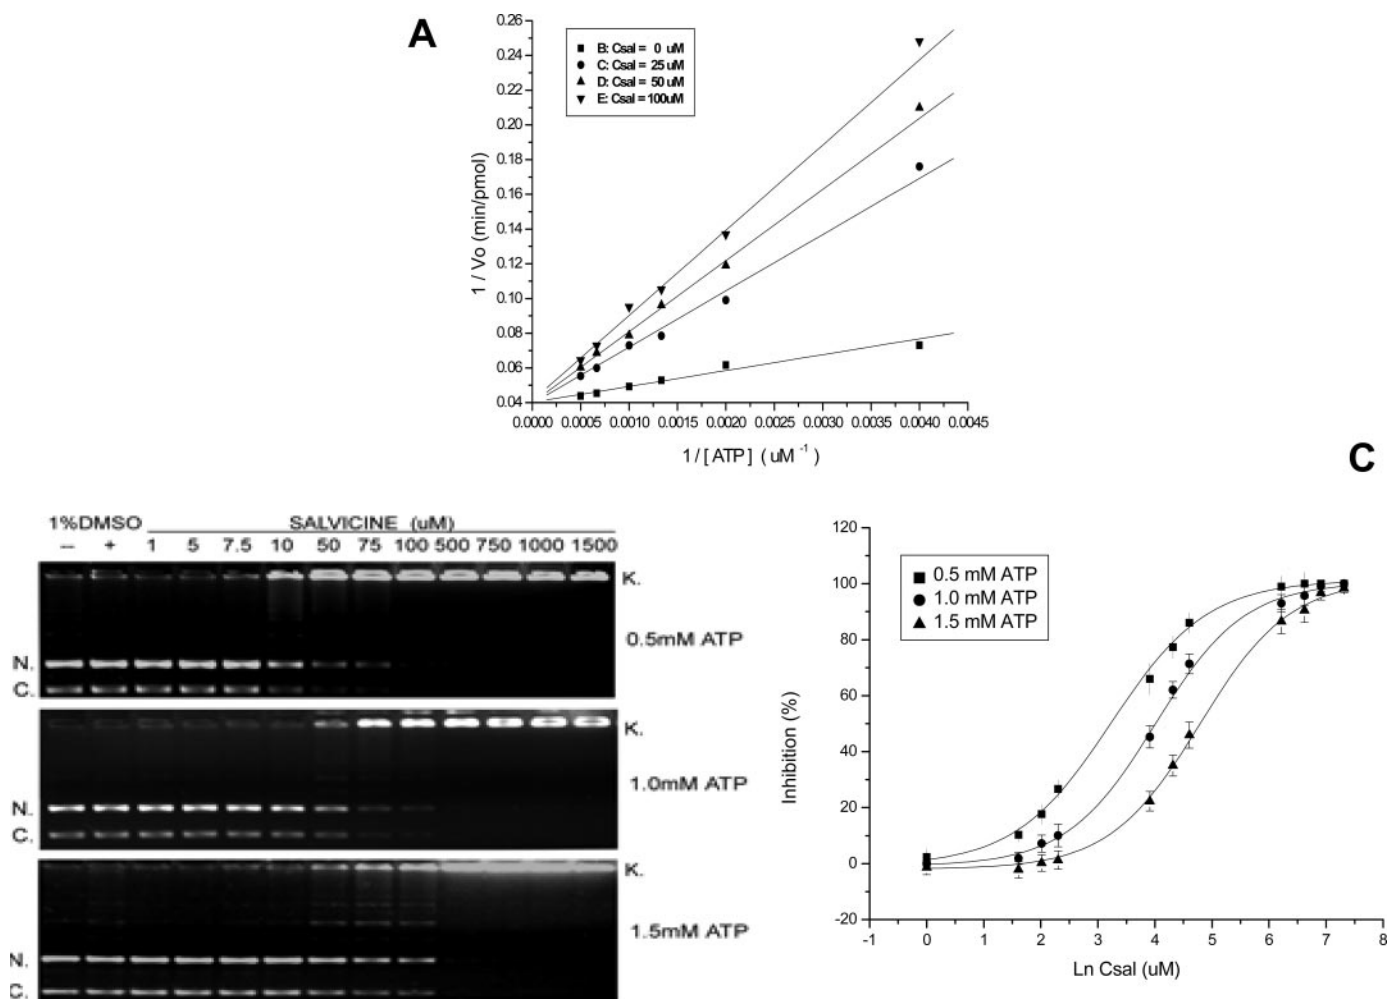 A
B: Csal = 0 uM
C: Csal = 25 uM
D: Csal = 50 uM
E: Csal = 100uM
0.26
0.24
0.22
0.20
0.18
0.16
0.14
0.12
0.10
0.08
0.06
0.04
1 / Vo (min/pmol)
0.0000 0.0005 0.0010 0.0015 0.0020 0.0025 0.0030 0.0035 0.0040 0.0045
1 / [ ATP ] ( uM -1 )
C
1%DMSO SALVICINE (uM)
-- + 1 5 7.5 10 50 75 100 500 750 1000 1500
K.
0.5mM ATP
N.
C.
K.
1.0mM ATP
N.
C.
K.
1.5mM ATP
N.
C.
120
100
80
60
40
20
0
-20
Inhibition (%)
0.5 mM ATP
1.0 mM ATP
1.5 mM ATP
-1 0 1 2 3 4 5 6 7 8
Ln Csal (uM)